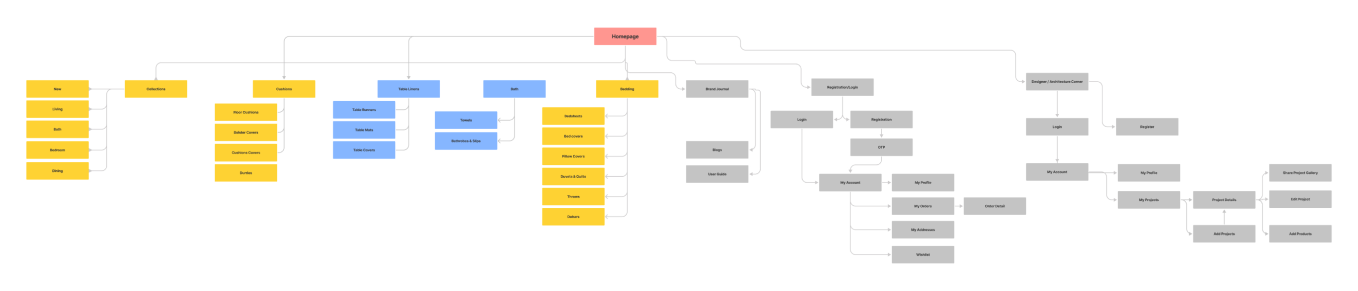 Homepage
New
Collections
Cushions
Table Linens
Bath
Bedding
Brand Journal
Registration/Login
Designer / Architecture Corner
Living
Bath
Bedroom
Dining
Floor Cushions
Bolster Covers
Cushions Covers
Table Runners
Table Mats
Table Covers
Towels
Bedsheets
Bed covers
Pillow Covers
Duvets & Quilts
Throws
Blogs
User Guide
Login
Registration
OTP
My Account
My Profile
My Orders
Order Detail
My Addresses
Wishlist
Login
Register
My Account
My Profile
My Projects
Project Details
Add Projects
Share Project Gallery
Edit Project
Add Products